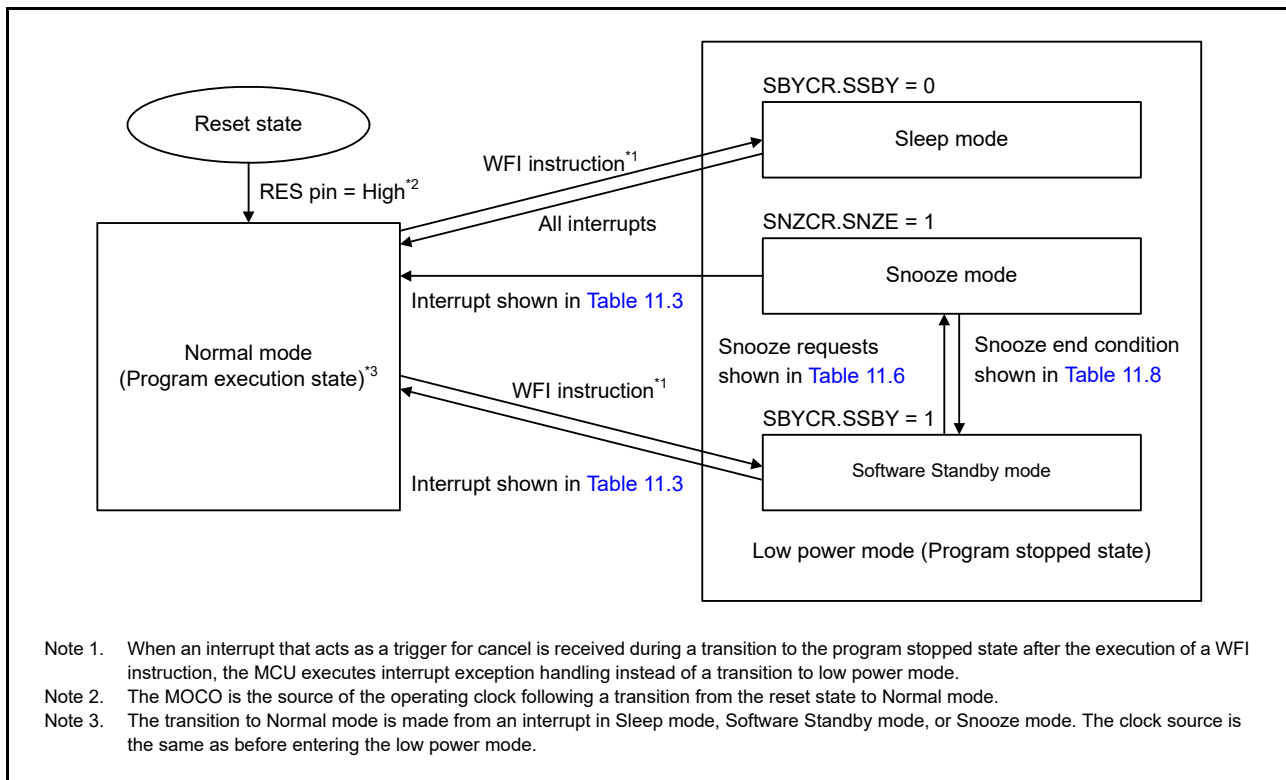 SBYCR.SSBY = 0
Reset state
Sleep mode
WFI instruction*1
RES pin = High*2
All interrupts
SNZCR.SNZE = 1
Snooze mode
Interrupt shown in Table 11.3
Normal mode
(Program execution state)*3
Snooze requests
shown in Table 11.6
Snooze end condition
shown in Table 11.8
WFI instruction*1
SBYCR.SSBY = 1
Software Standby mode
Interrupt shown in Table 11.3
Low power mode (Program stopped state)
Note 1. When an interrupt that acts as a trigger for cancel is received during a transition to the program stopped state after the execution of a WFI
instruction, the MCU executes interrupt exception handling instead of a transition to low power mode.
Note 2. The MOCO is the source of the operating clock following a transition from the reset state to Normal mode.
Note 3. The transition to Normal mode is made from an interrupt in Sleep mode, Software Standby mode, or Snooze mode. The clock source is
the same as before entering the low power mode.